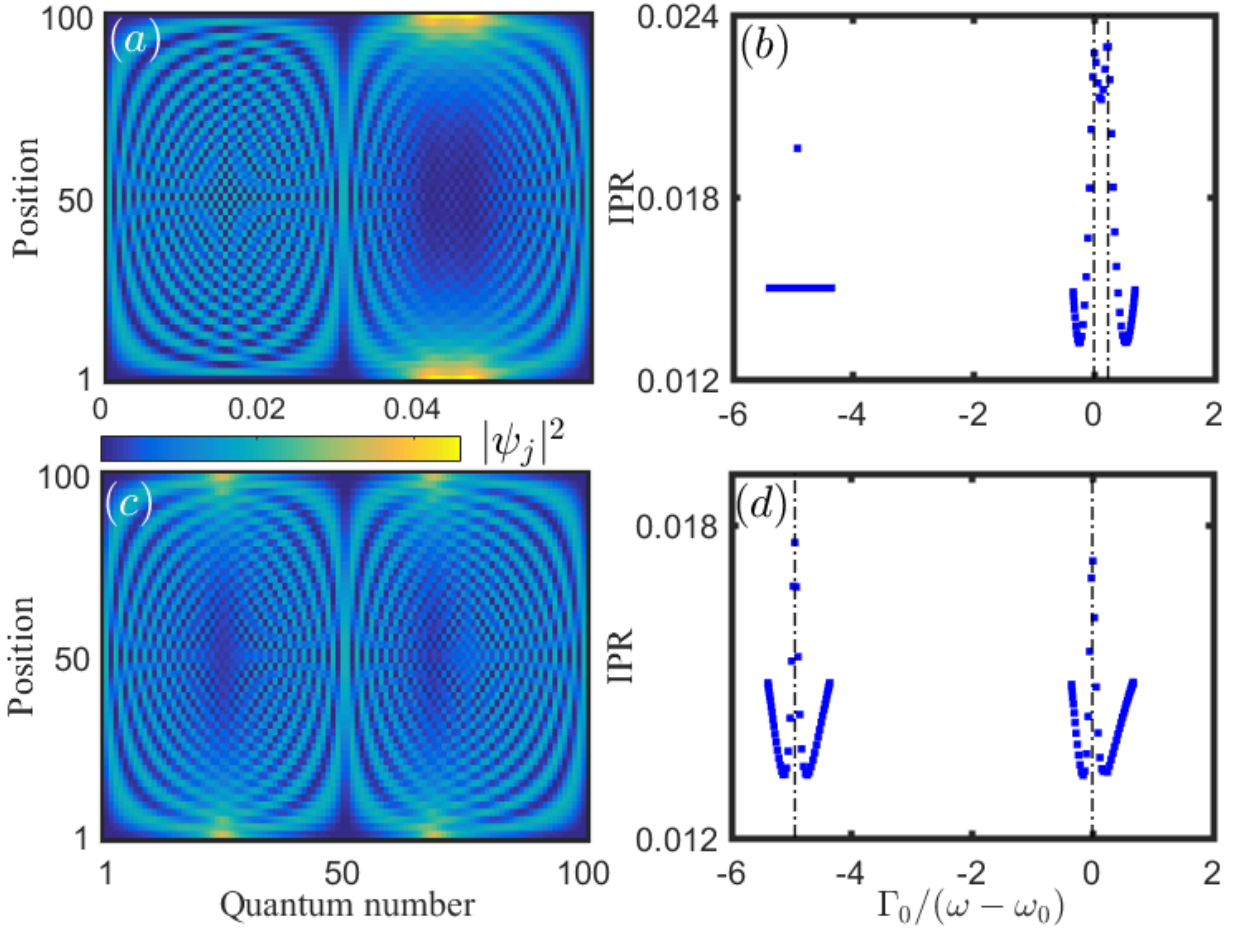 (a)
100
50
1
Position
0 0.02 0.04
|ψ_j|²
(b)
0.024
0.018
0.012
IPR
-6 -4 -2 0 2
(c)
100
50
1
Position
1 50 100
Quantum number
(d)
0.018
0.012
IPR
-6 -4 -2 0 2
Γ₀/(ω − ω₀)